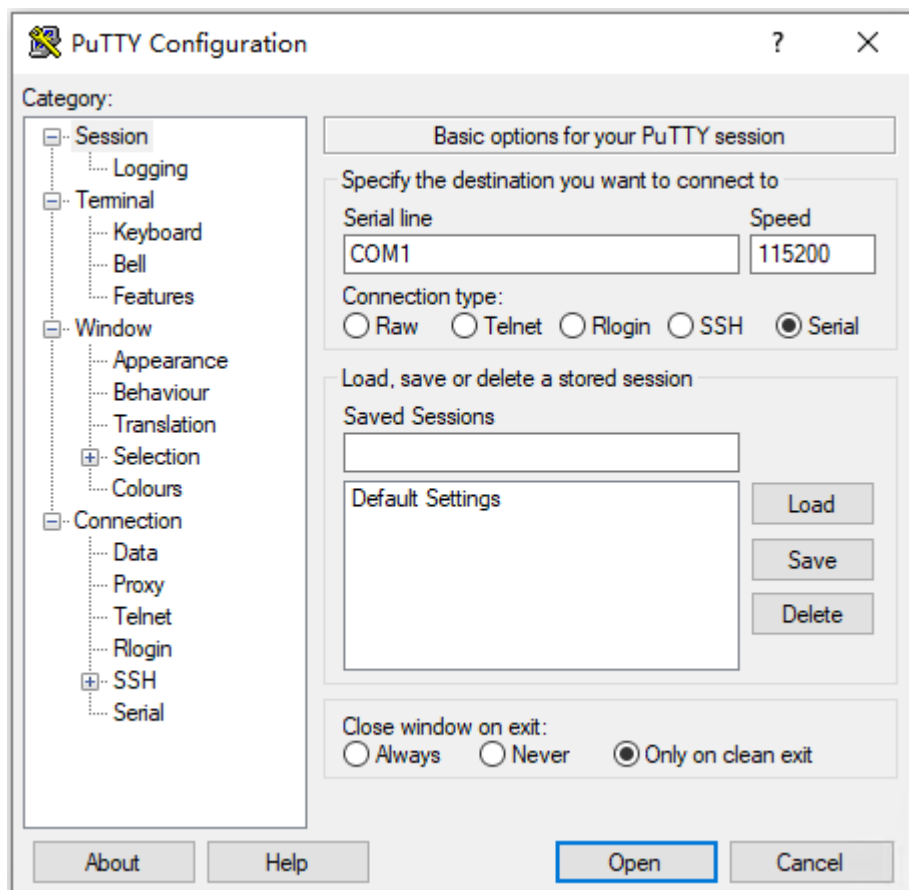 PuTTY Configuration
?
Category:
Session
Logging
Terminal
Keyboard
Bell
Features
Window
Appearance
Behaviour
Translation
Selection
Colours
Connection
Data
Proxy
Telnet
Rlogin
SSH
Serial
Basic options for your PuTTY session
Specify the destination you want to connect to
Serial line Speed
COM1 115200
Connection type:
Raw Telnet Rlogin SSH Serial
Load, save or delete a stored session
Saved Sessions
Default Settings
Load
Save
Delete
Close window on exit:
Always Never Only on clean exit
About Help Open Cancel